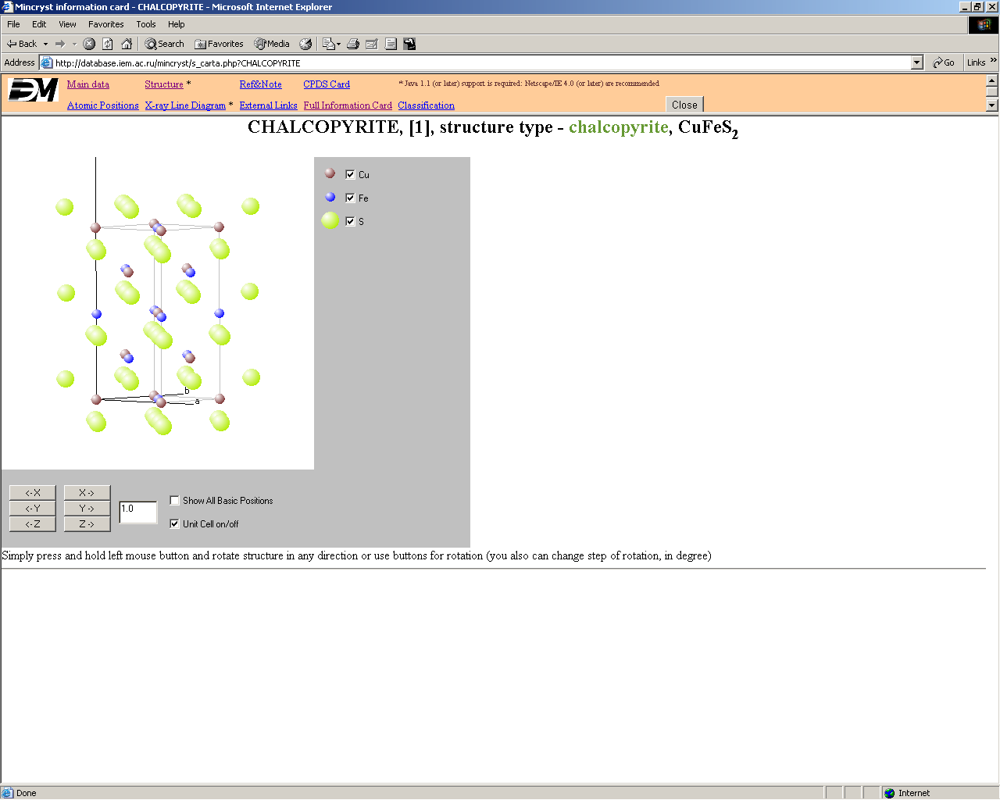 Mincryst information card - CHALCOPYRITE - Microsoft Internet Explorer
File Edit View Favorites Tools Help
Back Search Favorites Media
Address http://database.iem.ac.ru/mincryst/s_carta.php?CHALCOPYRITE Go Links »
Main data Structure * Ref&Note CPDS Card * Java 1.1 (or later) support is required: Netscape/IE 4.0 (or later) are recommended
Atomic Positions X-ray Line Diagram * External Links Full Information Card Classification Close
CHALCOPYRITE, [1], structure type - chalcopyrite, CuFeS2
Cu
Fe
S
b
a
<-X X->
<-Y Y-> 1.0 Show All Basic Positions
<-Z Z-> Unit Cell on/off
Simply press and hold left mouse button and rotate structure in any direction or use buttons for rotation (you also can change step of rotation, in degree)
Done Internet